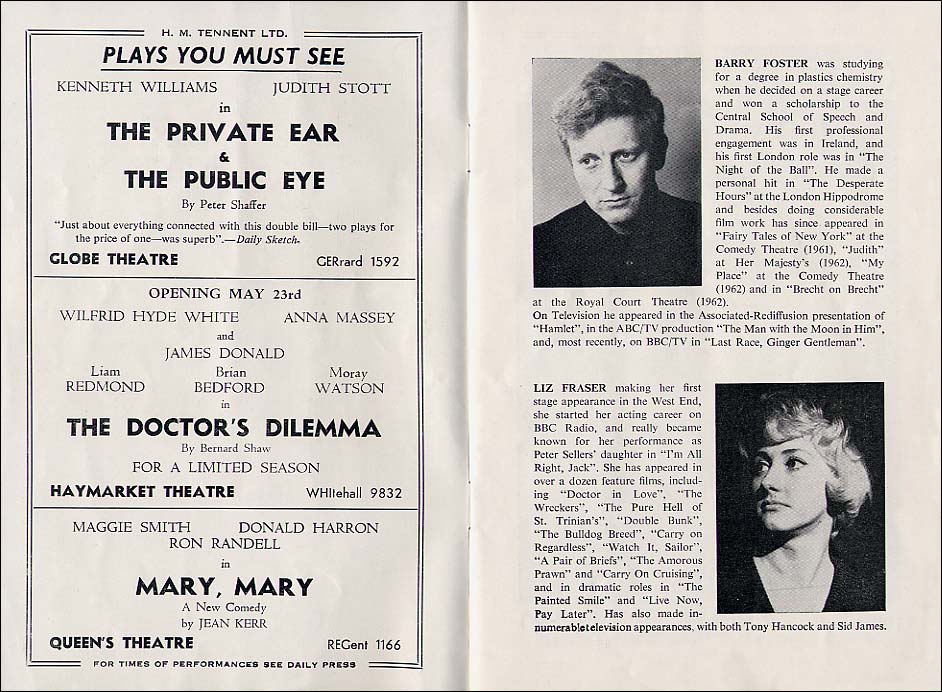 H. M. TENNENT LTD.
PLAYS YOU MUST SEE
KENNETH WILLIAMS JUDITH STOTT
in
THE PRIVATE EAR
&
THE PUBLIC EYE
By Peter Shaffer
"Just about everything connected with this double bill—two plays for
the price of one—was superb".—Daily Sketch.
GLOBE THEATRE GERrard 1592
OPENING MAY 23rd
WILFRID HYDE WHITE ANNA MASSEY
and
JAMES DONALD
Liam Brian Moray
REDMOND BEDFORD WATSON
in
THE DOCTOR'S DILEMMA
By Bernard Shaw
FOR A LIMITED SEASON
HAYMARKET THEATRE WHItehall 9832
MAGGIE SMITH DONALD HARRON
RON RANDELL
in
MARY, MARY
A New Comedy
by JEAN KERR
QUEEN'S THEATRE REGent 1166
FOR TIMES OF PERFORMANCES SEE DAILY PRESS
BARRY FOSTER was studying
for a degree in plastics chemistry
when he decided on a stage career
and won a scholarship to the
Central School of Speech and
Drama. His first professional
engagement was in Ireland, and
his first London role was in "The
Night of the Ball". He made a
personal hit in "The Desperate
Hours" at the London Hippodrome
and besides doing considerable
film work has since appeared in
"Fairy Tales of New York" at the
Comedy Theatre (1961), "Judith"
at Her Majesty's (1962), "My
Place" at the Comedy Theatre
(1962) and in "Brecht on Brecht"
at the Royal Court Theatre (1962).
On Television he appeared in the Associated-Rediffusion presentation of
"Hamlet", in the ABC/TV production "The Man with the Moon in Him",
and, most recently, on BBC/TV in "Last Race, Ginger Gentleman".
LIZ FRASER making her first
stage appearance in the West End,
she started her acting career on
BBC Radio, and really became
known for her performance as
Peter Sellers' daughter in "I'm All
Right, Jack". She has appeared in
over a dozen feature films, includ-
ing "Doctor in Love", "The
Wreckers", "The Pure Hell of
St. Trinian's", "Double Bunk",
"The Bulldog Breed", "Carry on
Regardless", "Watch It, Sailor",
"A Pair of Briefs", "The Amorous
Prawn" and "Carry On Cruising",
and in dramatic roles in "The
Painted Smile" and "Live Now,
Pay Later". Has also made in-
numerable television appearances, with both Tony Hancock and Sid James.